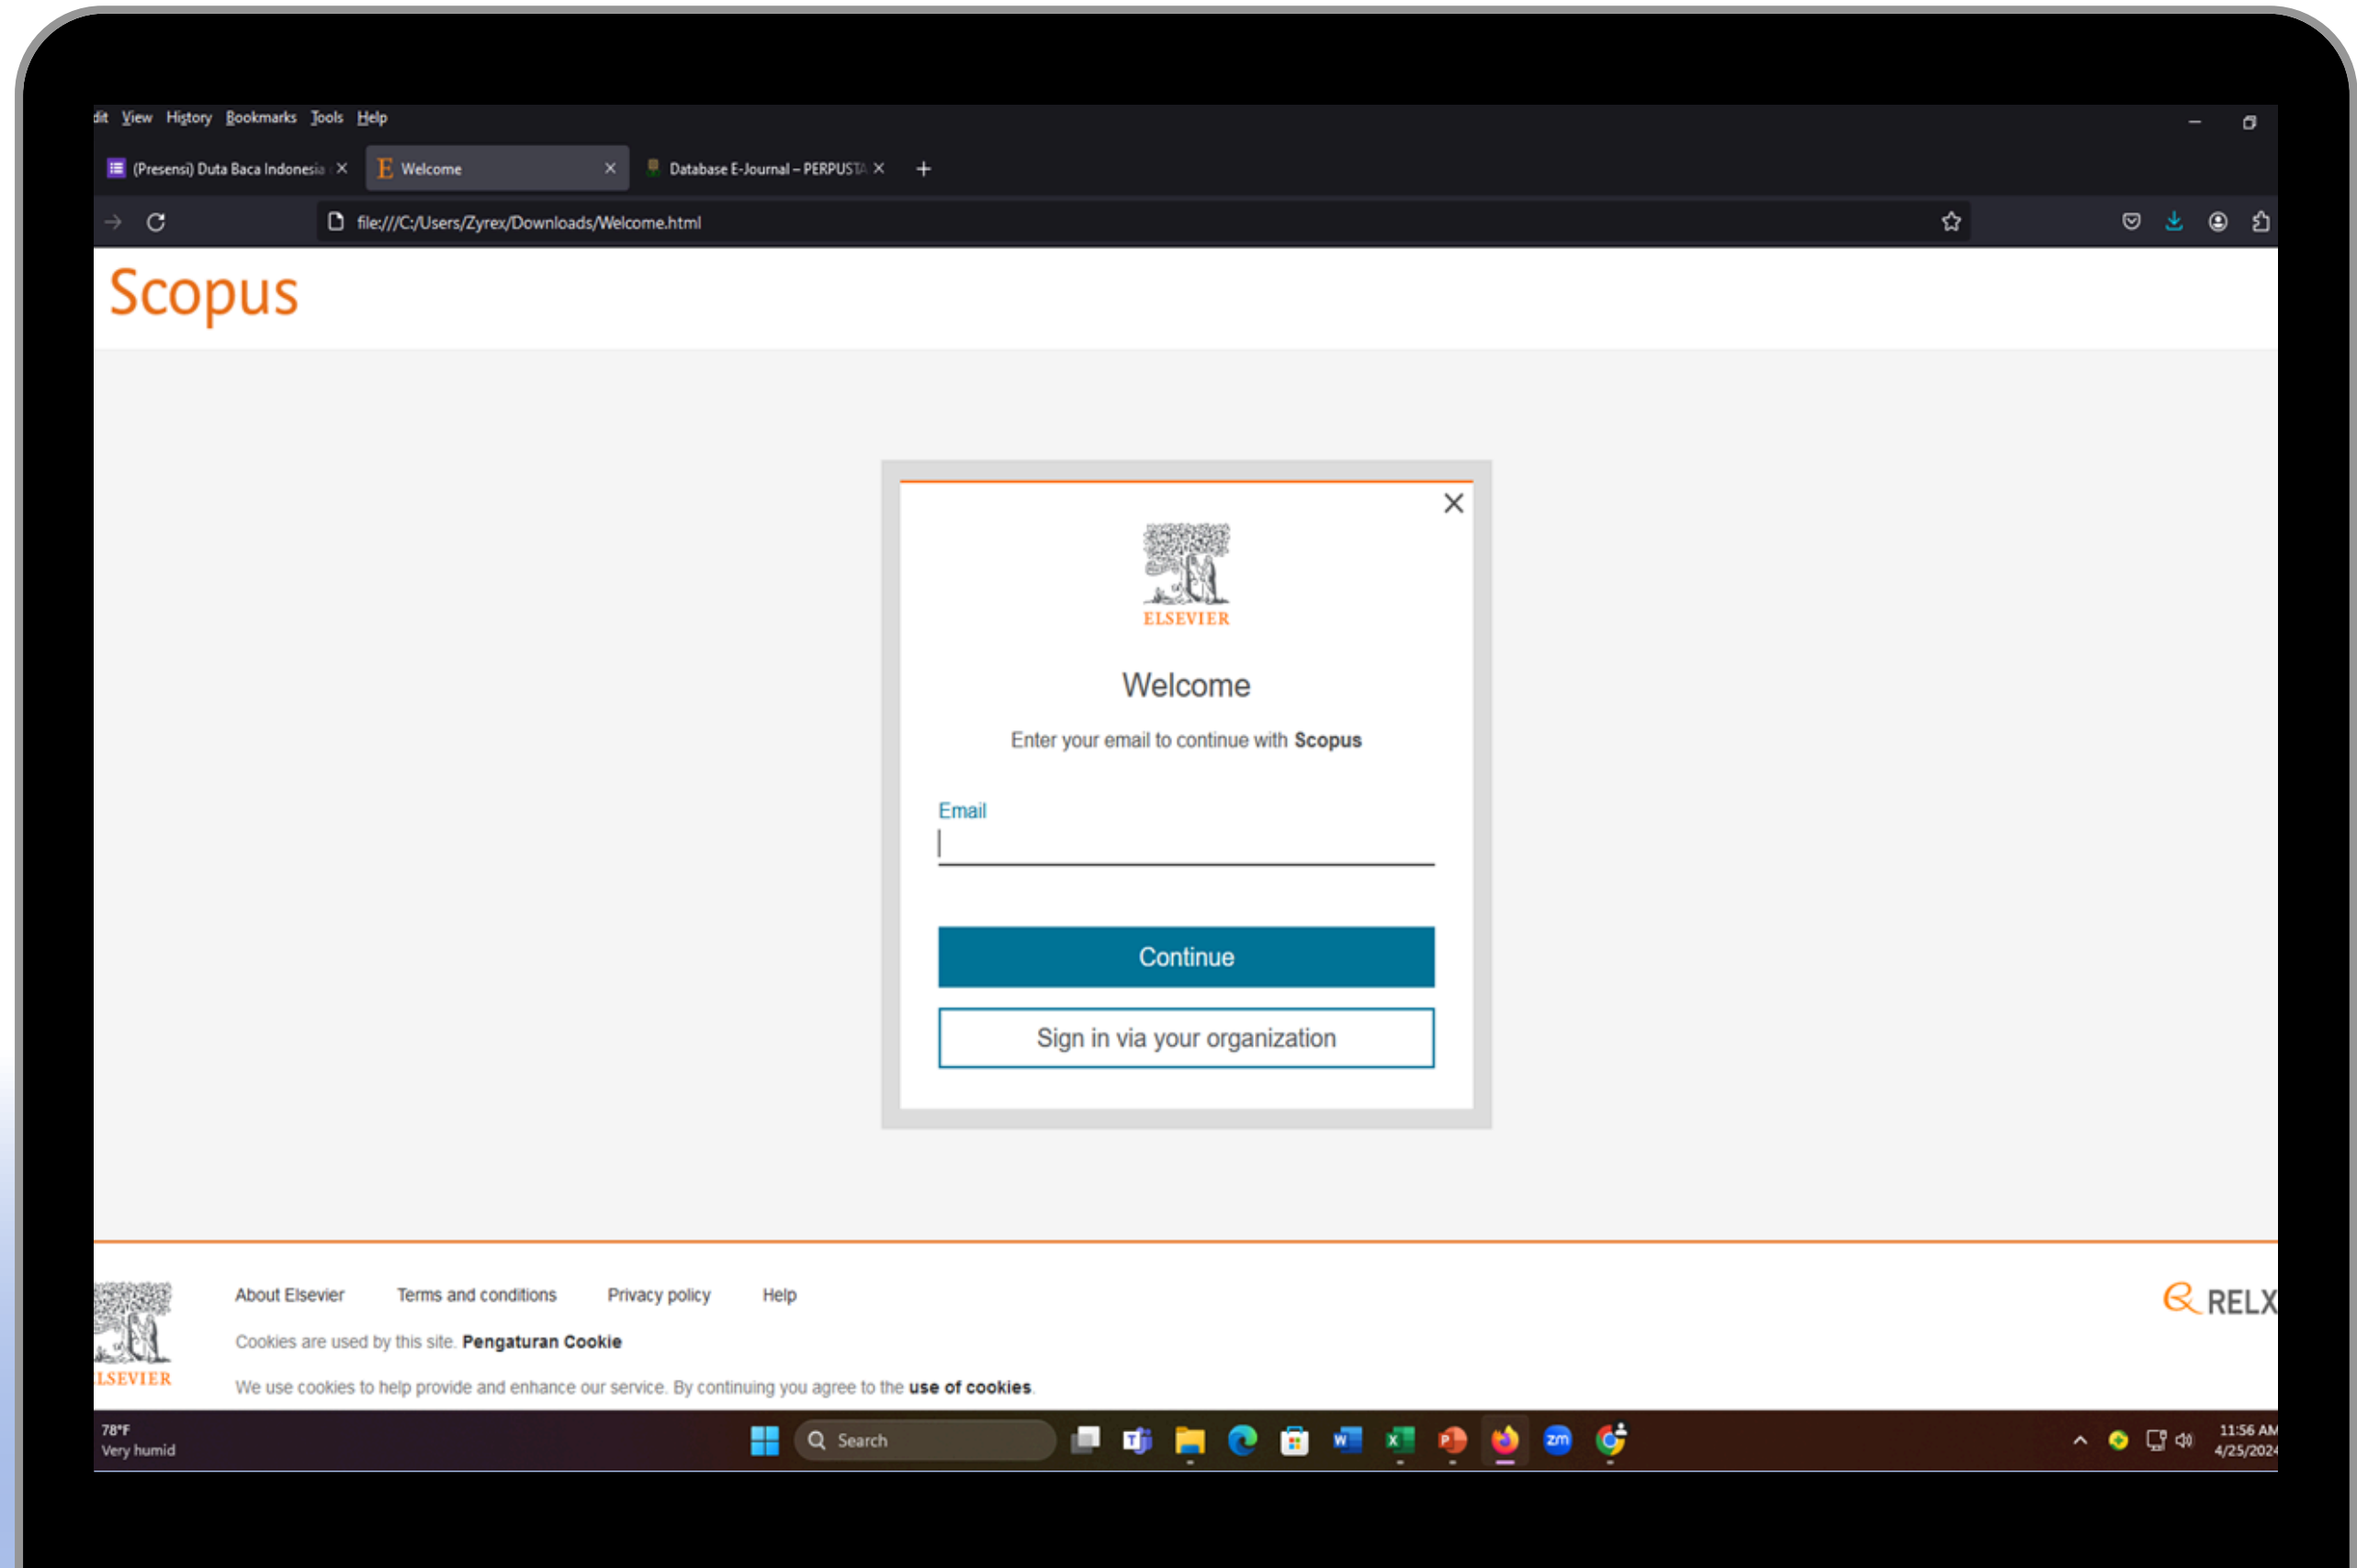 dit View History Bookmarks Tools Help
(Presensi) Duta Baca Indonesia
Welcome
Database E-Journal – PERPUSTA
file:///C:/Users/Zyrex/Downloads/Welcome.html
Scopus
ELSEVIER
Welcome
Enter your email to continue with Scopus
Email
Continue
Sign in via your organization
About Elsevier Terms and conditions Privacy policy Help
RELX
Cookies are used by this site. Pengaturan Cookie
LSEVIER
We use cookies to help provide and enhance our service. By continuing you agree to the use of cookies.
78°F
Very humid
Search
zm
11:56 AM
4/25/2024